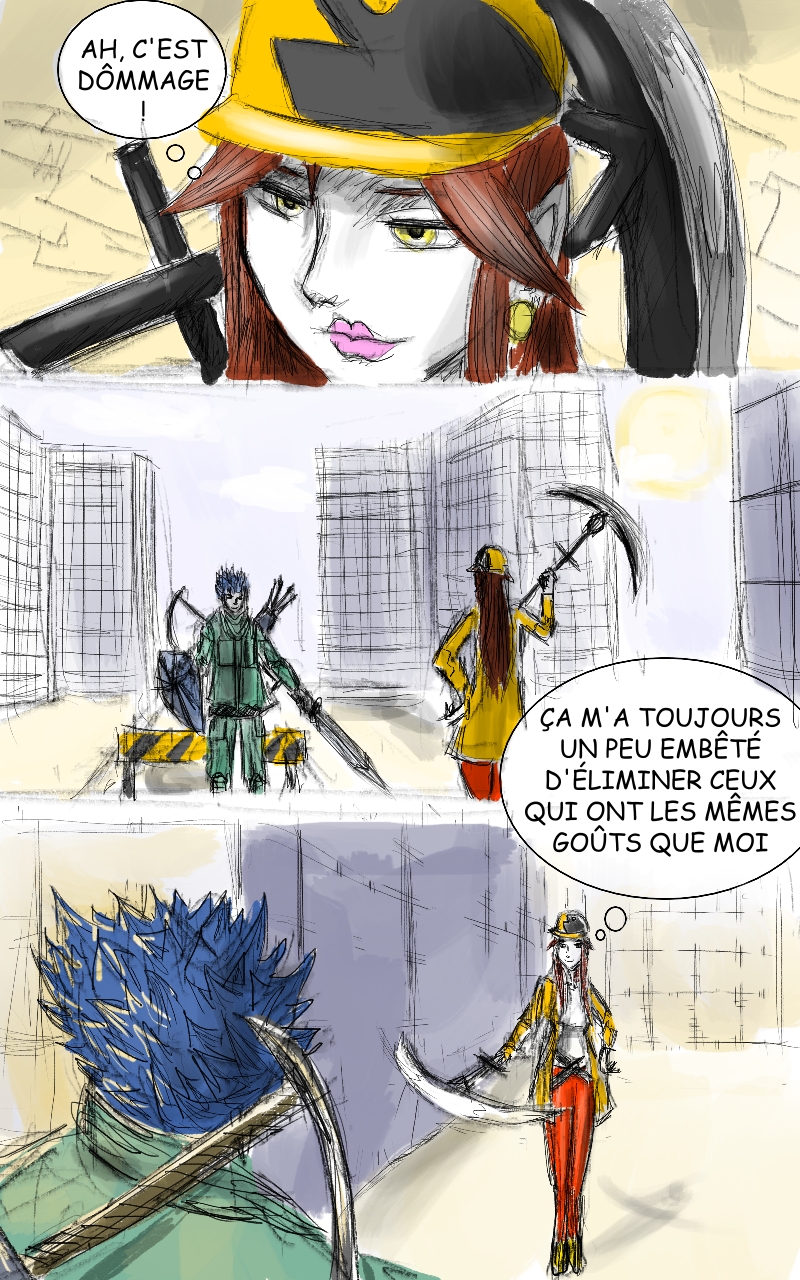 AH, C'EST
DÔMMAGE
!
ÇA M'A TOUJOURS
UN PEU EMBÊTÉ
D'ÉLIMINER CEUX
QUI ONT LES MÊMES
GOÛTS QUE MOI